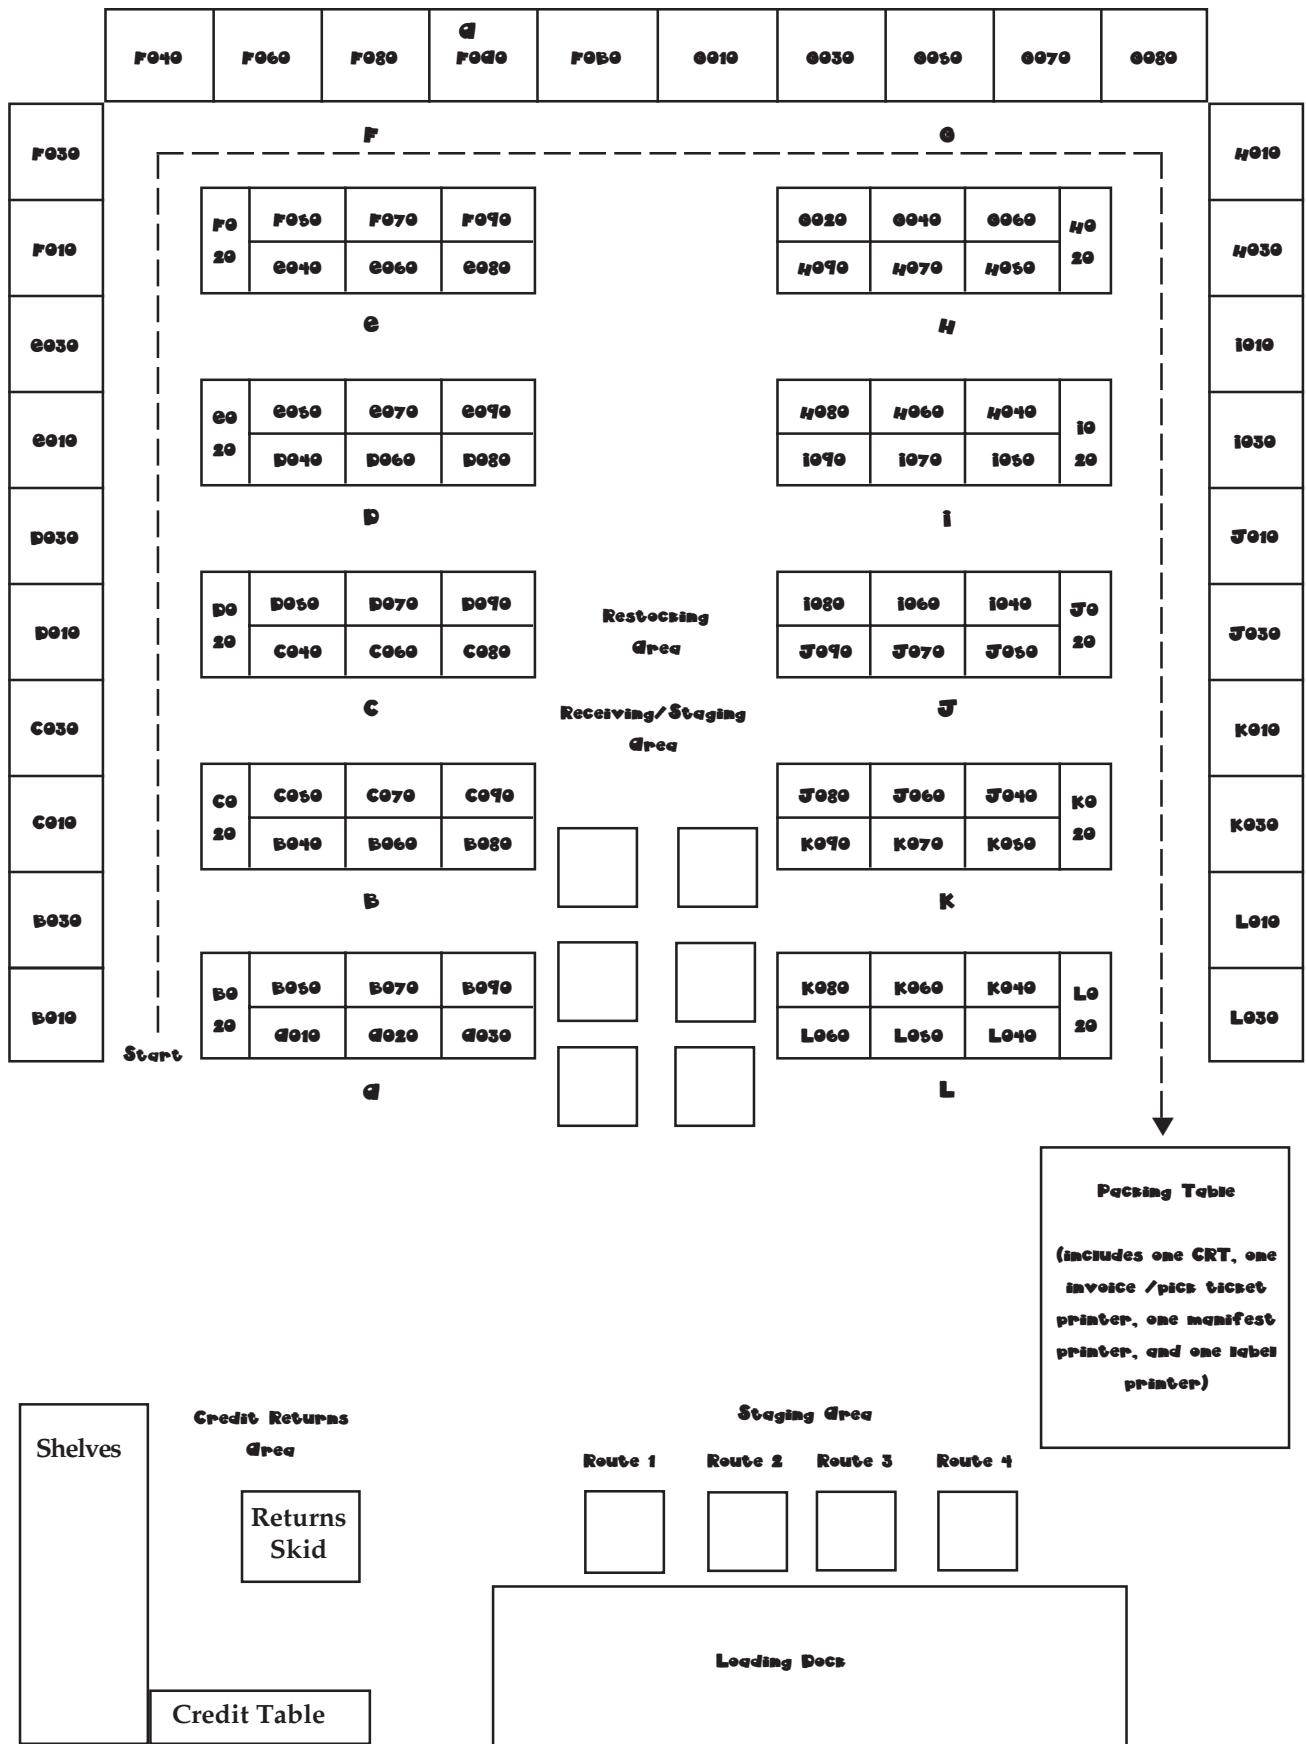 A
F040 F060 F080 F0A0 F0B0 G010 G030 G050 G070 G080
F G
F030 H010
F0 F050 F070 F090 G020 G040 G060 H0
F010 20 E040 E060 E080 H090 H070 H050 20 H030
E H
E030 I010
E0 E050 E070 E090 H080 H060 H040 I0
E010 20 D040 D060 D080 I090 I070 I050 20 I030
D I
D030 J010
D0 D050 D070 D090 Restocking I080 I060 I040 J0
D010 20 C040 C060 C080 Area J090 J070 J050 20 J030
C Receiving/Staging J
C030 Area K010
C0 C050 C070 C090 J080 J060 J040 K0
C010 20 B040 B060 B080 K090 K070 K050 20 K030
B K
B030 L010
B0 B050 B070 B090 K080 K060 K040 L0
B010 20 A010 A020 A030 L060 L050 L040 20 L030
Start
A L
Packing Table
(includes one CRT, one
invoice /pick ticket
printer, one manifest
printer, and one label
printer)
Credit Returns
Area
Staging Area
Shelves
Route 1 Route 2 Route 3 Route 4
Returns
Skid
Loading Dock
Credit Table